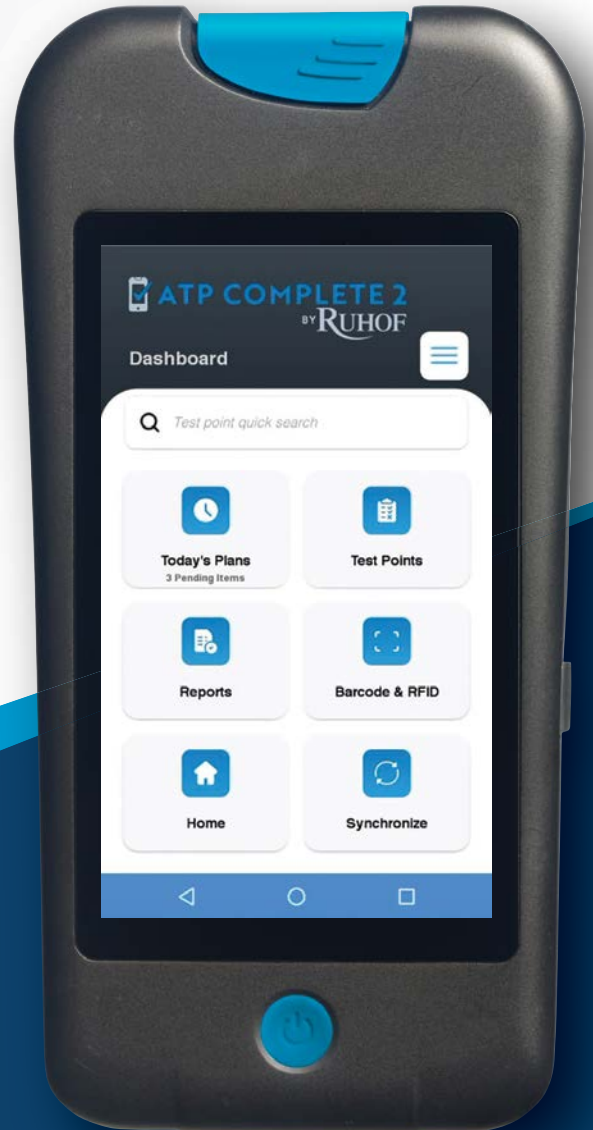 ATP COMPLETE 2
BY RUHOF
Dashboard
Test point quick search
Today's Plans
3 Pending Items
Test Points
Reports
Barcode & RFID
Home
Synchronize